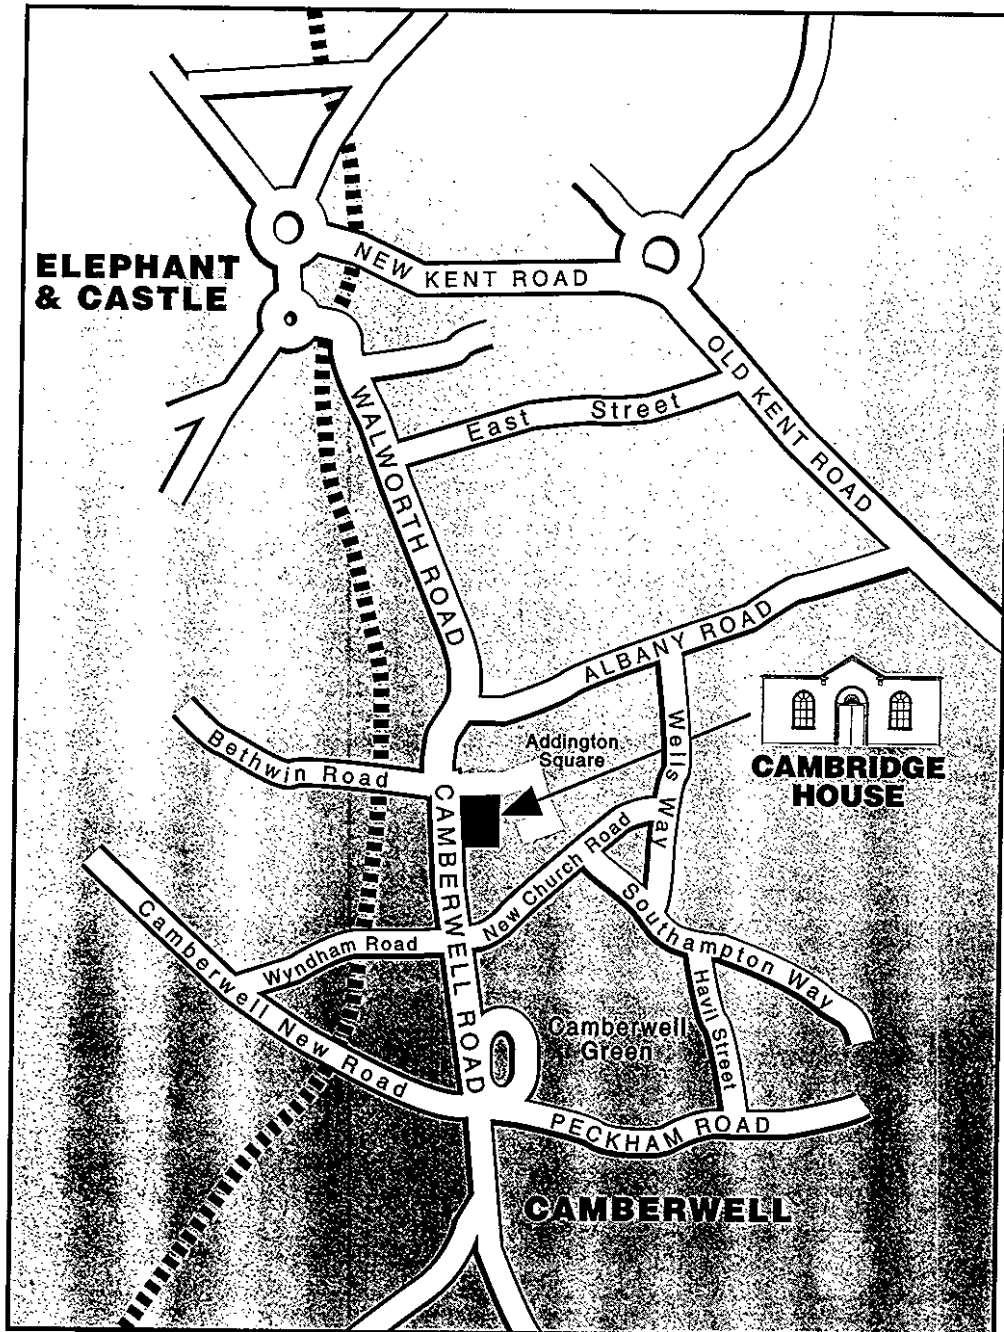 ELEPHANT
& CASTLE
NEW KENT ROAD
OLD KENT ROAD
East Street
WALWORTH ROAD
ALBANY ROAD
Wells Way
Addington
Square
CAMBRIDGE
HOUSE
Bethwin Road
CAMBERWELL ROAD
New Church Road
Southampton Way
Camberwell New Road
Wyndham Road
Havil Street
Camberwell
Green
PECKHAM ROAD
CAMBERWELL